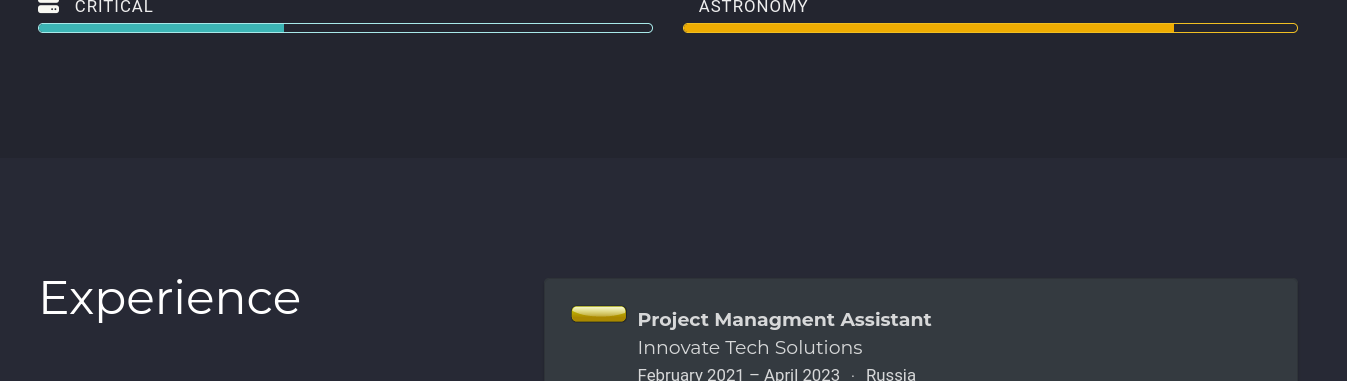 CRITICAL
ASTRONOMY
Experience
Project Managment Assistant
Innovate Tech Solutions
February 2021 – April 2023 · Russia